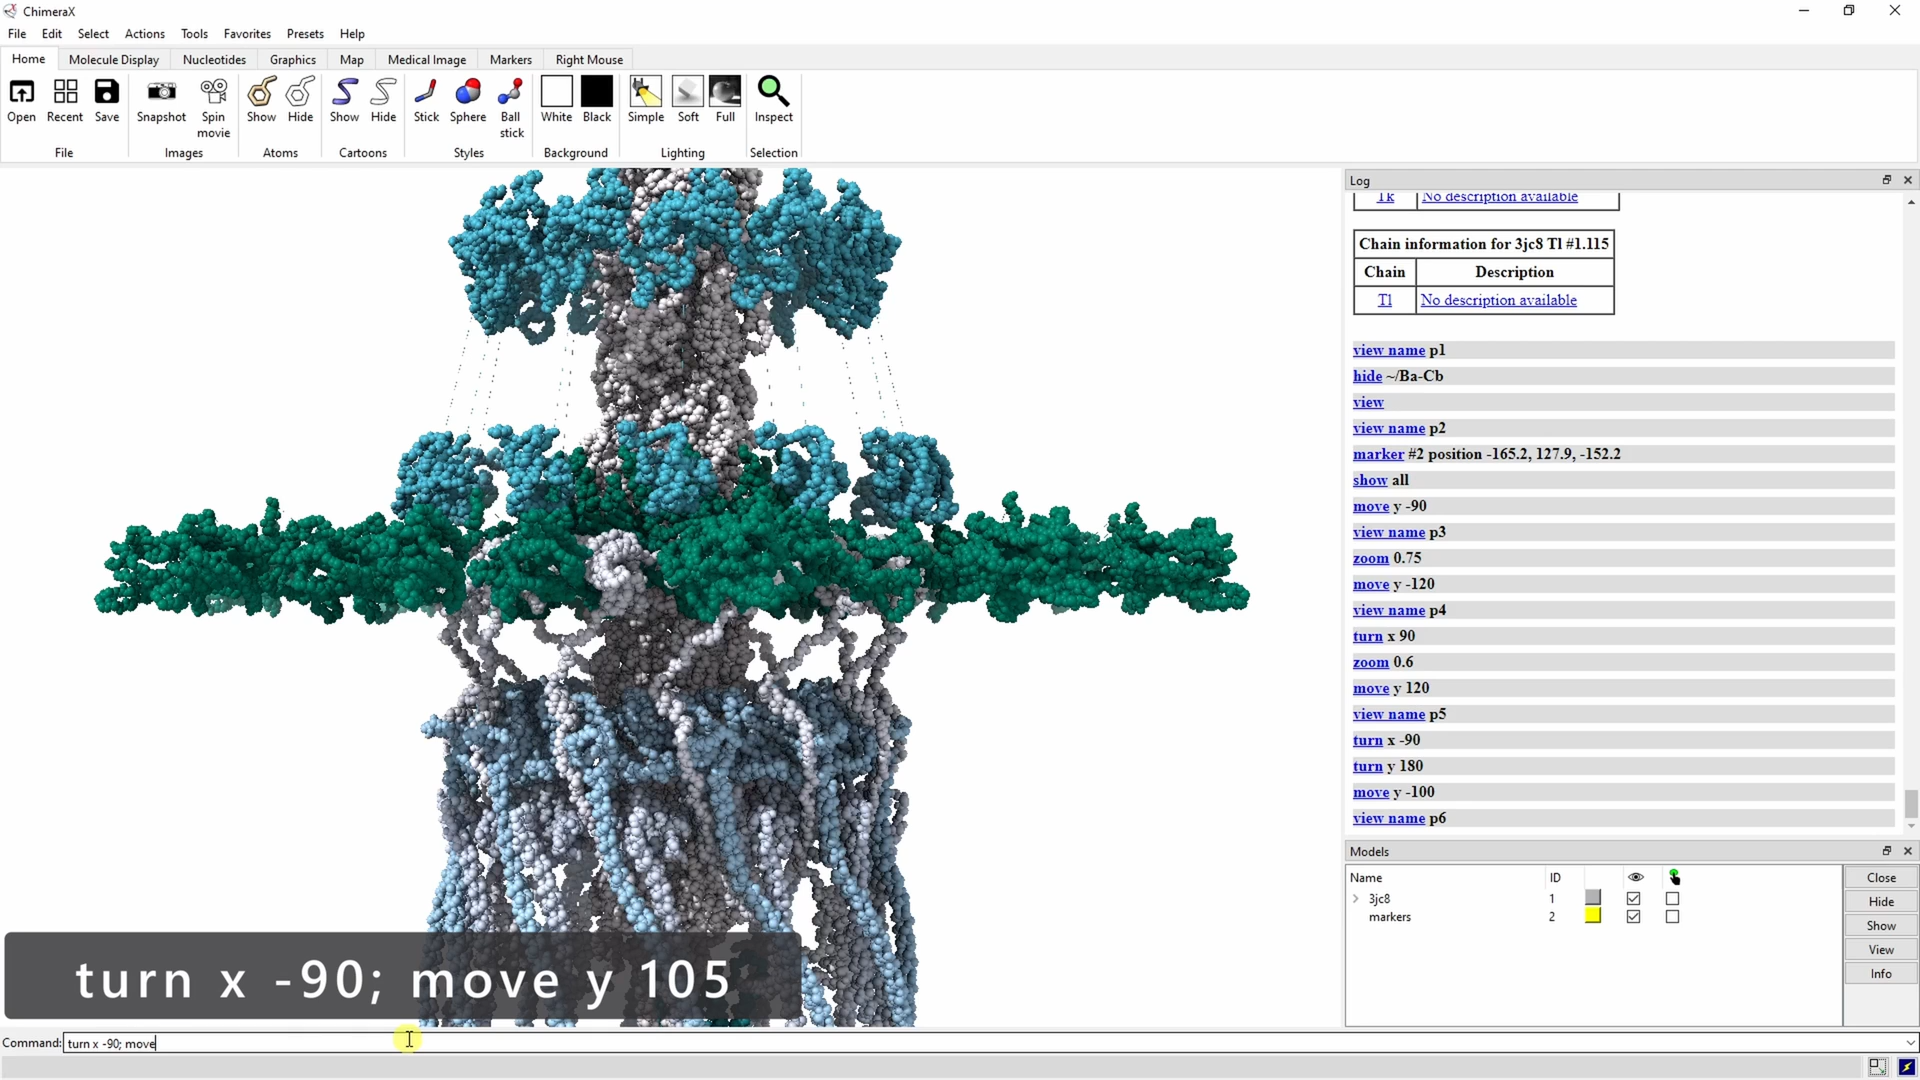 ChimeraX
File Edit Select Actions Tools Favorites Presets Help
Home Molecule Display Nucleotides Graphics Map Medical Image Markers Right Mouse
Open Recent Save Snapshot Spin movie Show Hide Show Hide Stick Sphere Ball stick White Black Simple Soft Full Inspect
File Images Atoms Cartoons Styles Background Lighting Selection
Log
Tk No description available
Chain information for 3jc8 Tl #1.115
Chain Description
Tl No description available
view name p1
hide ~/Ba-Cb
view
view name p2
marker #2 position -165.2, 127.9, -152.2
show all
move y -90
view name p3
zoom 0.75
move y -120
view name p4
turn x 90
zoom 0.6
move y 120
view name p5
turn x -90
turn y 180
move y -100
view name p6
Models
Name ID
3jc8 1
markers 2
Close
Hide
Show
View
Info
turn x -90; move y 105
Command: turn x -90; move